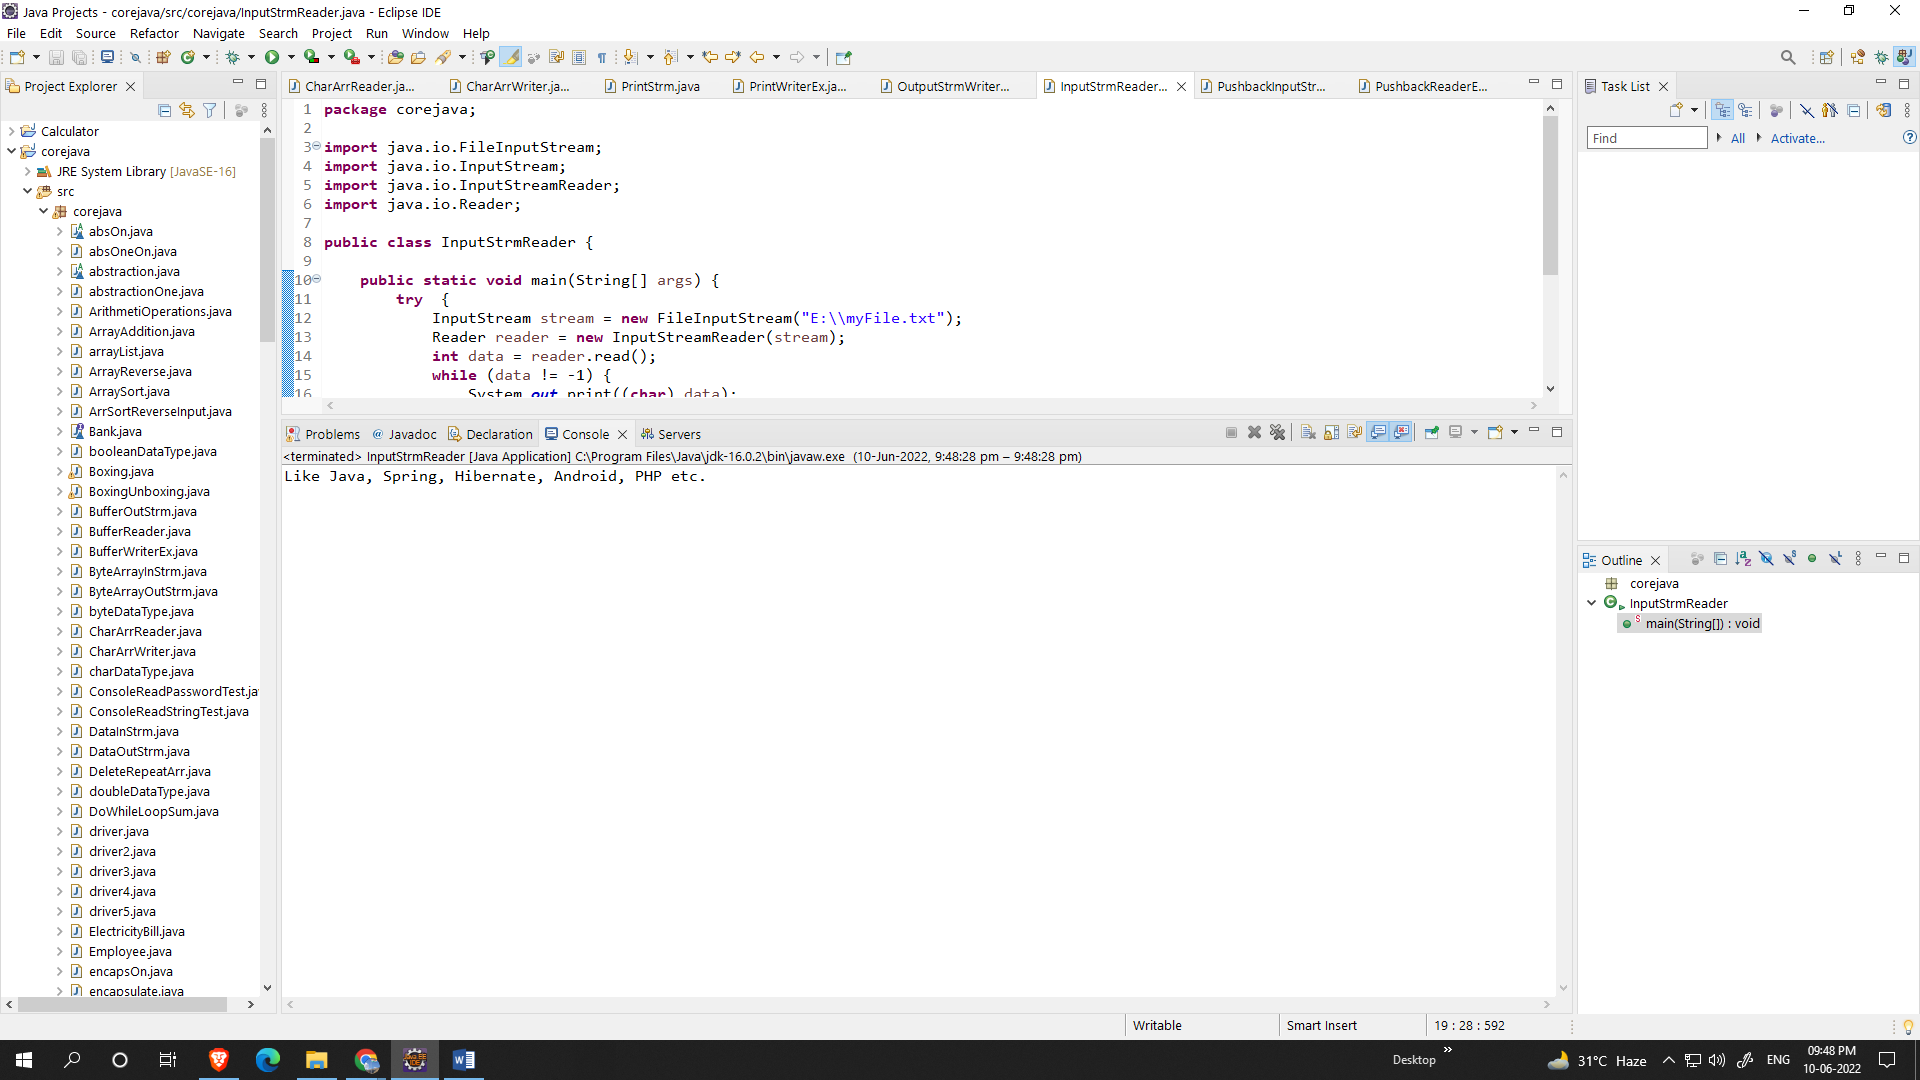 Java Projects - corejava/src/corejava/InputStrmReader.java - Eclipse IDE
File Edit Source Refactor Navigate Search Project Run Window Help
Project Explorer
Calculator
corejava
JRE System Library [JavaSE-16]
src
corejava
absOn.java
absOneOn.java
abstraction.java
abstractionOne.java
ArithmetiOperations.java
ArrayAddition.java
arrayList.java
ArrayReverse.java
ArraySort.java
ArrSortReverseInput.java
Bank.java
booleanDataType.java
Boxing.java
BoxingUnboxing.java
BufferOutStrm.java
BufferReader.java
BufferWriterEx.java
ByteArrayInStrm.java
ByteArrayOutStrm.java
byteDataType.java
CharArrReader.java
CharArrWriter.java
charDataType.java
ConsoleReadPasswordTest.ja
ConsoleReadStringTest.java
DataInStrm.java
DataOutStrm.java
DeleteRepeatArr.java
doubleDataType.java
DoWhileLoopSum.java
driver.java
driver2.java
driver3.java
driver4.java
driver5.java
ElectricityBill.java
Employee.java
encapsOn.java
encapsulate.java
CharArrReader.ja... CharArrWriter.ja... PrintStrm.java PrintWriterEx.ja... OutputStrmWriter... InputStrmReader... PushbackInputStr... PushbackReaderE...
1 package corejava;
2
3 import java.io.FileInputStream;
4 import java.io.InputStream;
5 import java.io.InputStreamReader;
6 import java.io.Reader;
7
8 public class InputStrmReader {
9
10 public static void main(String[] args) {
11 try {
12 InputStream stream = new FileInputStream("E:\\myFile.txt");
13 Reader reader = new InputStreamReader(stream);
14 int data = reader.read();
15 while (data != -1) {
16 System.out.print((char) data);
Problems @ Javadoc Declaration Console Servers
<terminated> InputStrmReader [Java Application] C:\Program Files\Java\jdk-16.0.2\bin\javaw.exe (10-Jun-2022, 9:48:28 pm – 9:48:28 pm)
Like Java, Spring, Hibernate, Android, PHP etc.
Task List
Find All Activate...
Outline
corejava
InputStrmReader
main(String[]) : void
Writable Smart Insert 19 : 28 : 592
Desktop 31°C Haze ENG 09:48 PM
10-06-2022